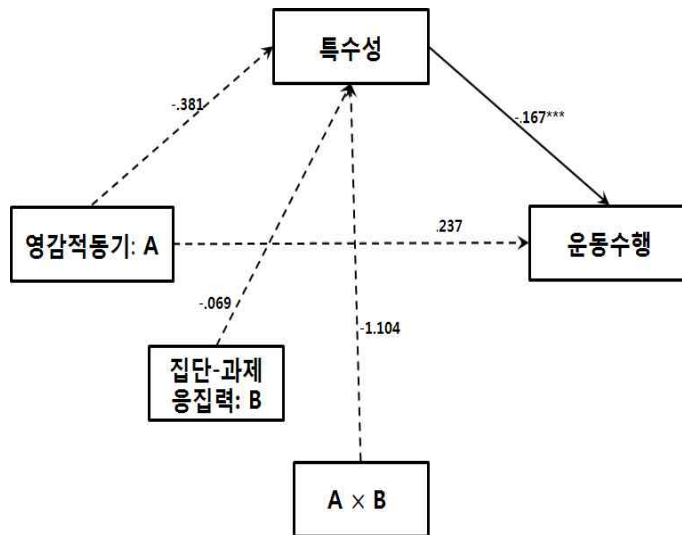 특수성
-.381
-.167***
영감적동기: A
.237
운동수행
-.069
-1.104
집단-과제
응집력: B
A × B